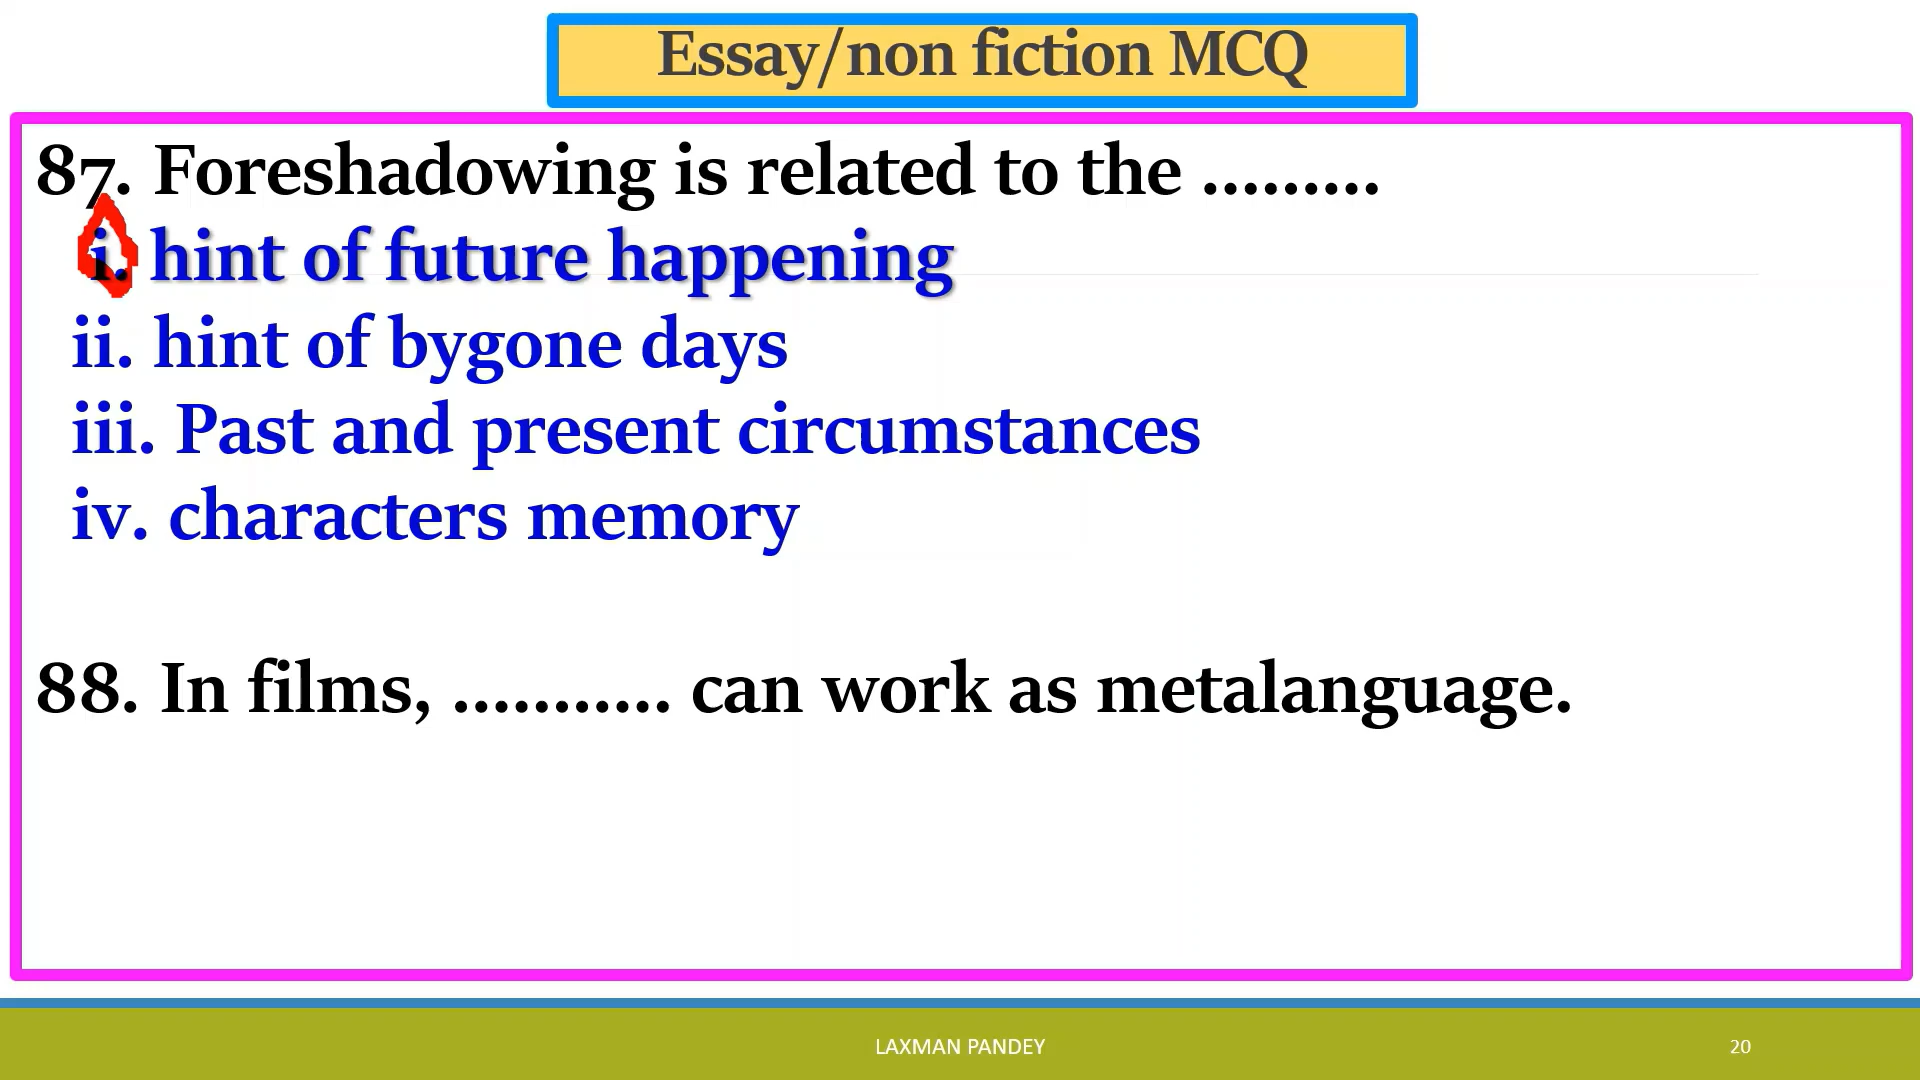 Essay/non fiction MCQ
87. Foreshadowing is related to the .........
i. hint of future happening
ii. hint of bygone days
iii. Past and present circumstances
iv. characters memory
88. In films, ........... can work as metalanguage.
LAXMAN PANDEY
20